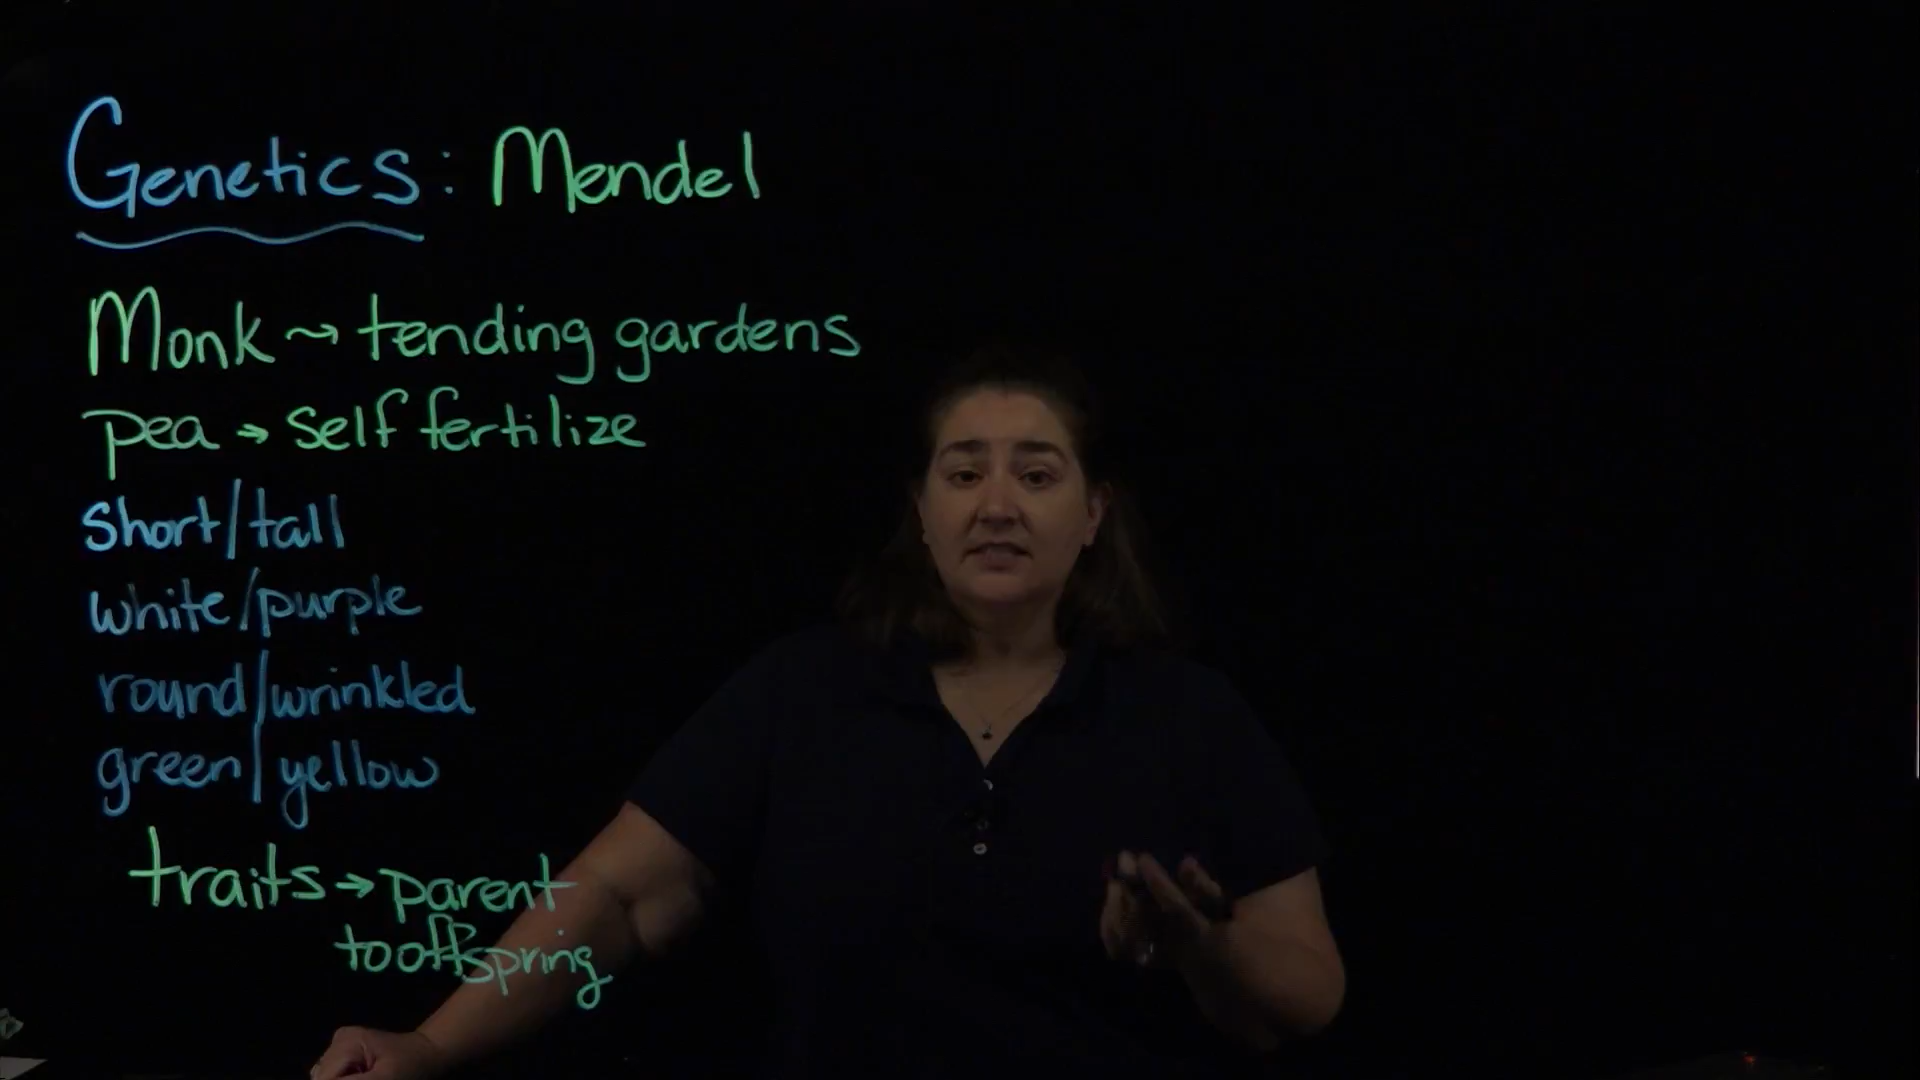 Genetics: Mendel
Monk ~> tending gardens
pea → self fertilize
short/tall
white/purple
round/wrinkled
green/yellow
traits → parent
to offspring